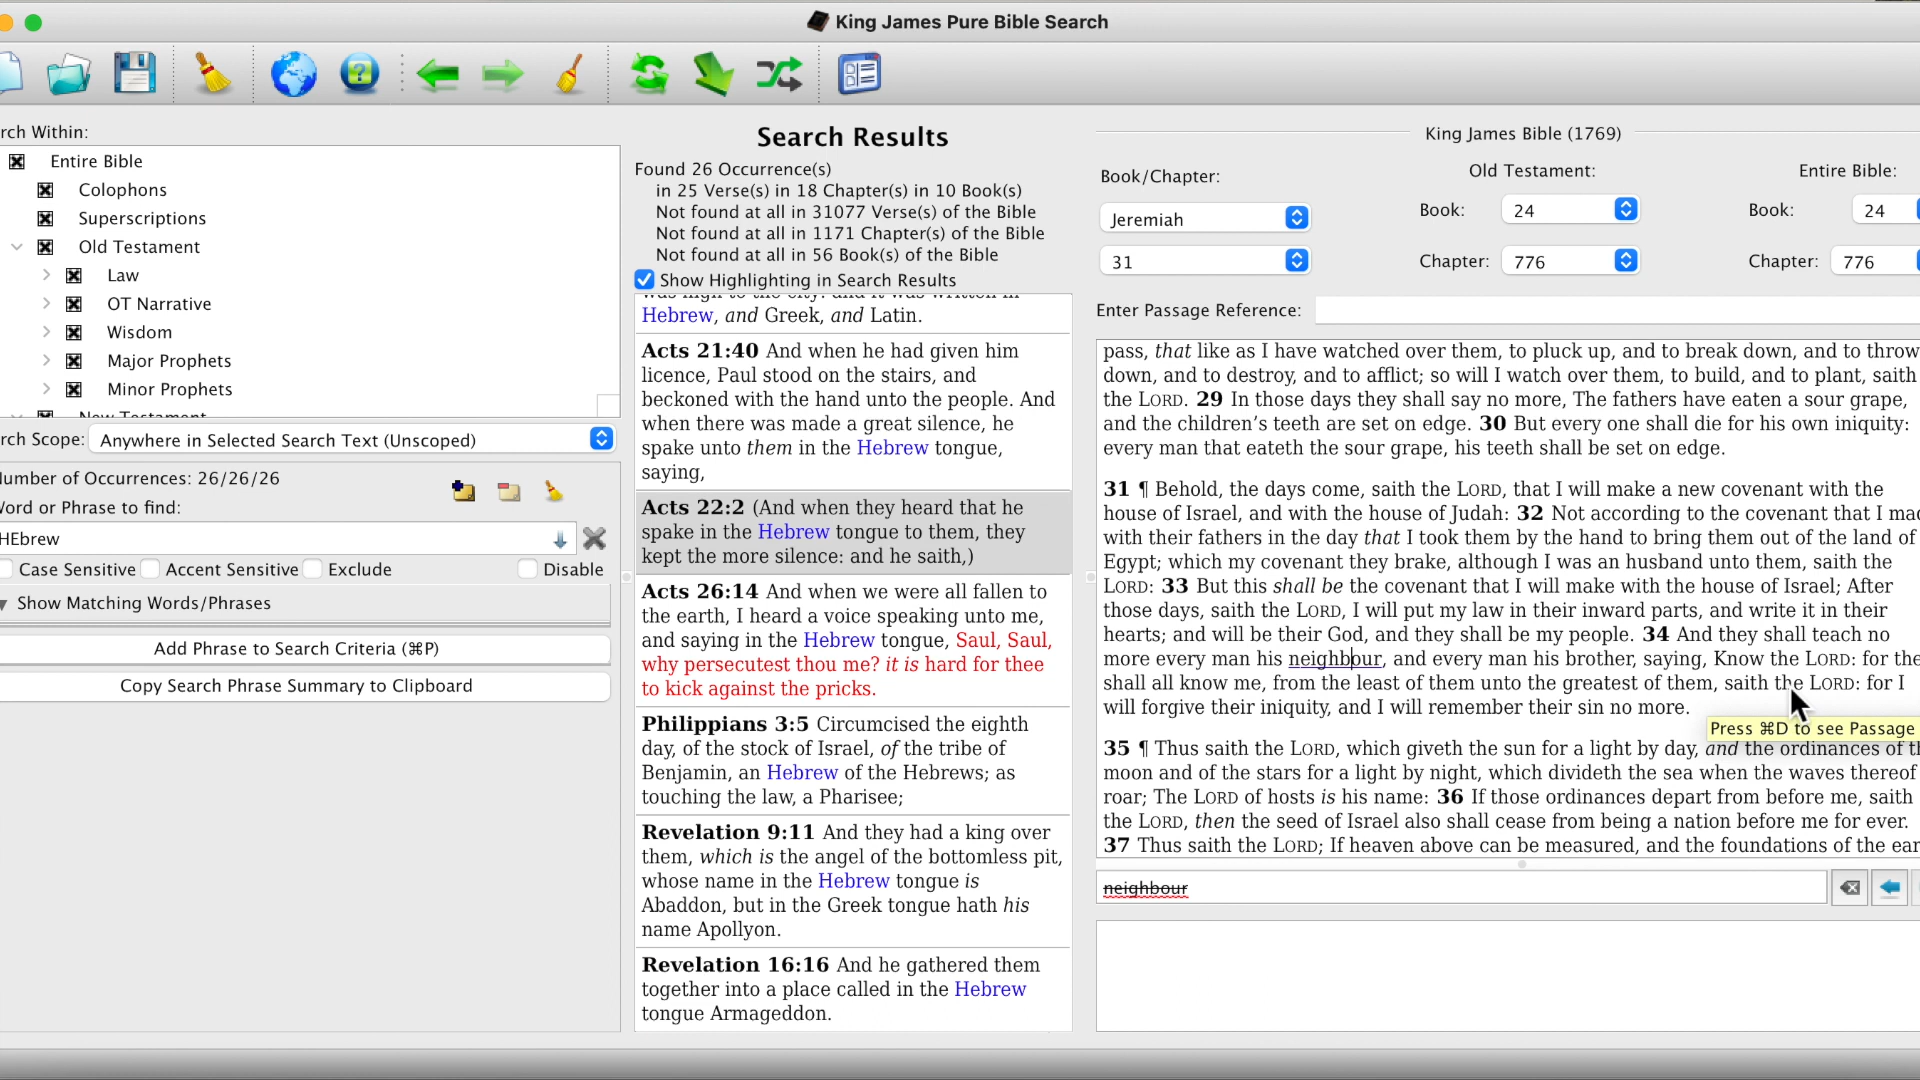 King James Pure Bible Search
rch Within:
Entire Bible
Colophons
Superscriptions
Old Testament
Law
OT Narrative
Wisdom
Major Prophets
Minor Prophets
New Testament
rch Scope: Anywhere in Selected Search Text (Unscoped)
umber of Occurrences: 26/26/26
ord or Phrase to find:
HEbrew
Case Sensitive Accent Sensitive Exclude Disable
Show Matching Words/Phrases
Add Phrase to Search Criteria (⌘P)
Copy Search Phrase Summary to Clipboard
Search Results
Found 26 Occurrence(s)
in 25 Verse(s) in 18 Chapter(s) in 10 Book(s)
Not found at all in 31077 Verse(s) of the Bible
Not found at all in 1171 Chapter(s) of the Bible
Not found at all in 56 Book(s) of the Bible
Show Highlighting in Search Results
was nigh to the city: and it was written in
Hebrew, and Greek, and Latin.
Acts 21:40 And when he had given him
licence, Paul stood on the stairs, and
beckoned with the hand unto the people. And
when there was made a great silence, he
spake unto them in the Hebrew tongue,
saying,
Acts 22:2 (And when they heard that he
spake in the Hebrew tongue to them, they
kept the more silence: and he saith,)
Acts 26:14 And when we were all fallen to
the earth, I heard a voice speaking unto me,
and saying in the Hebrew tongue, Saul, Saul,
why persecutest thou me? it is hard for thee
to kick against the pricks.
Philippians 3:5 Circumcised the eighth
day, of the stock of Israel, of the tribe of
Benjamin, an Hebrew of the Hebrews; as
touching the law, a Pharisee;
Revelation 9:11 And they had a king over
them, which is the angel of the bottomless pit,
whose name in the Hebrew tongue is
Abaddon, but in the Greek tongue hath his
name Apollyon.
Revelation 16:16 And he gathered them
together into a place called in the Hebrew
tongue Armageddon.
King James Bible (1769)
Book/Chapter: Old Testament: Entire Bible:
Jeremiah Book: 24 Book: 24
31 Chapter: 776 Chapter: 776
Enter Passage Reference:
pass, that like as I have watched over them, to pluck up, and to break down, and to throw
down, and to destroy, and to afflict; so will I watch over them, to build, and to plant, saith
the LORD. 29 In those days they shall say no more, The fathers have eaten a sour grape,
and the children’s teeth are set on edge. 30 But every one shall die for his own iniquity:
every man that eateth the sour grape, his teeth shall be set on edge.
31 ¶ Behold, the days come, saith the LORD, that I will make a new covenant with the
house of Israel, and with the house of Judah: 32 Not according to the covenant that I mad
with their fathers in the day that I took them by the hand to bring them out of the land of
Egypt; which my covenant they brake, although I was an husband unto them, saith the
LORD: 33 But this shall be the covenant that I will make with the house of Israel; After
those days, saith the LORD, I will put my law in their inward parts, and write it in their
hearts; and will be their God, and they shall be my people. 34 And they shall teach no
more every man his neighbour, and every man his brother, saying, Know the LORD: for the
shall all know me, from the least of them unto the greatest of them, saith the LORD: for I
will forgive their iniquity, and I will remember their sin no more.
Press ⌘D to see Passage
35 ¶ Thus saith the LORD, which giveth the sun for a light by day, and the ordinances of th
moon and of the stars for a light by night, which divideth the sea when the waves thereof
roar; The LORD of hosts is his name: 36 If those ordinances depart from before me, saith
the LORD, then the seed of Israel also shall cease from being a nation before me for ever.
37 Thus saith the LORD; If heaven above can be measured, and the foundations of the ear
neighbour